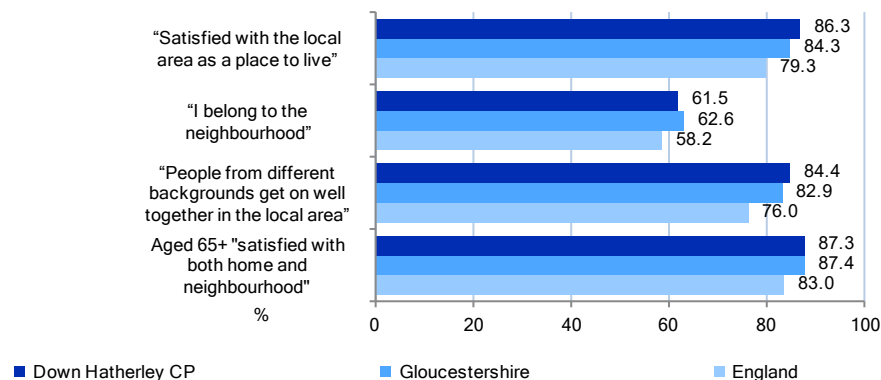 “Satisfied with the local
area as a place to live”
86.3
84.3
79.3
“I belong to the
neighbourhood”
61.5
62.6
58.2
“People from different
backgrounds get on well
together in the local area”
84.4
82.9
76.0
Aged 65+ "satisfied with
both home and
neighbourhood"
87.3
87.4
83.0
%
0 20 40 60 80 100
Down Hatherley CP Gloucestershire England